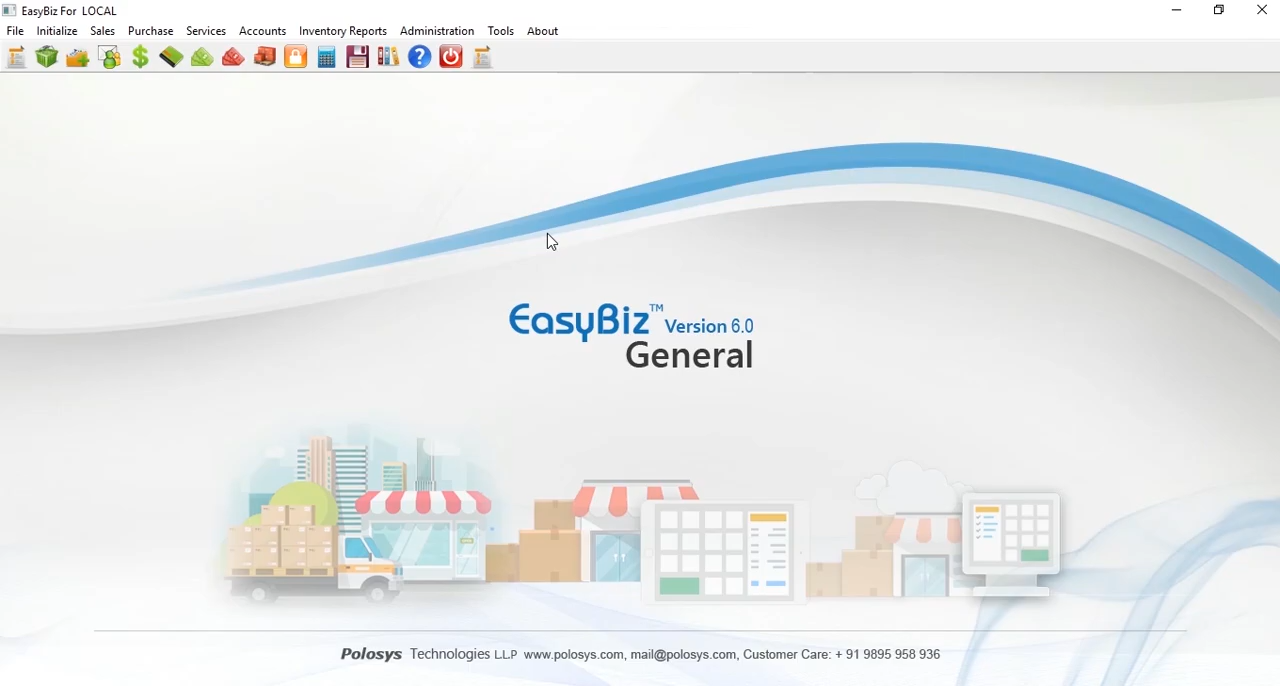 EasyBiz For LOCAL
File Initialize Sales Purchase Services Accounts Inventory Reports Administration Tools About
EasyBiz™ Version 6.0
General
Polosys Technologies L.L.P www.polosys.com, mail@polosys.com, Customer Care: + 91 9895 958 936